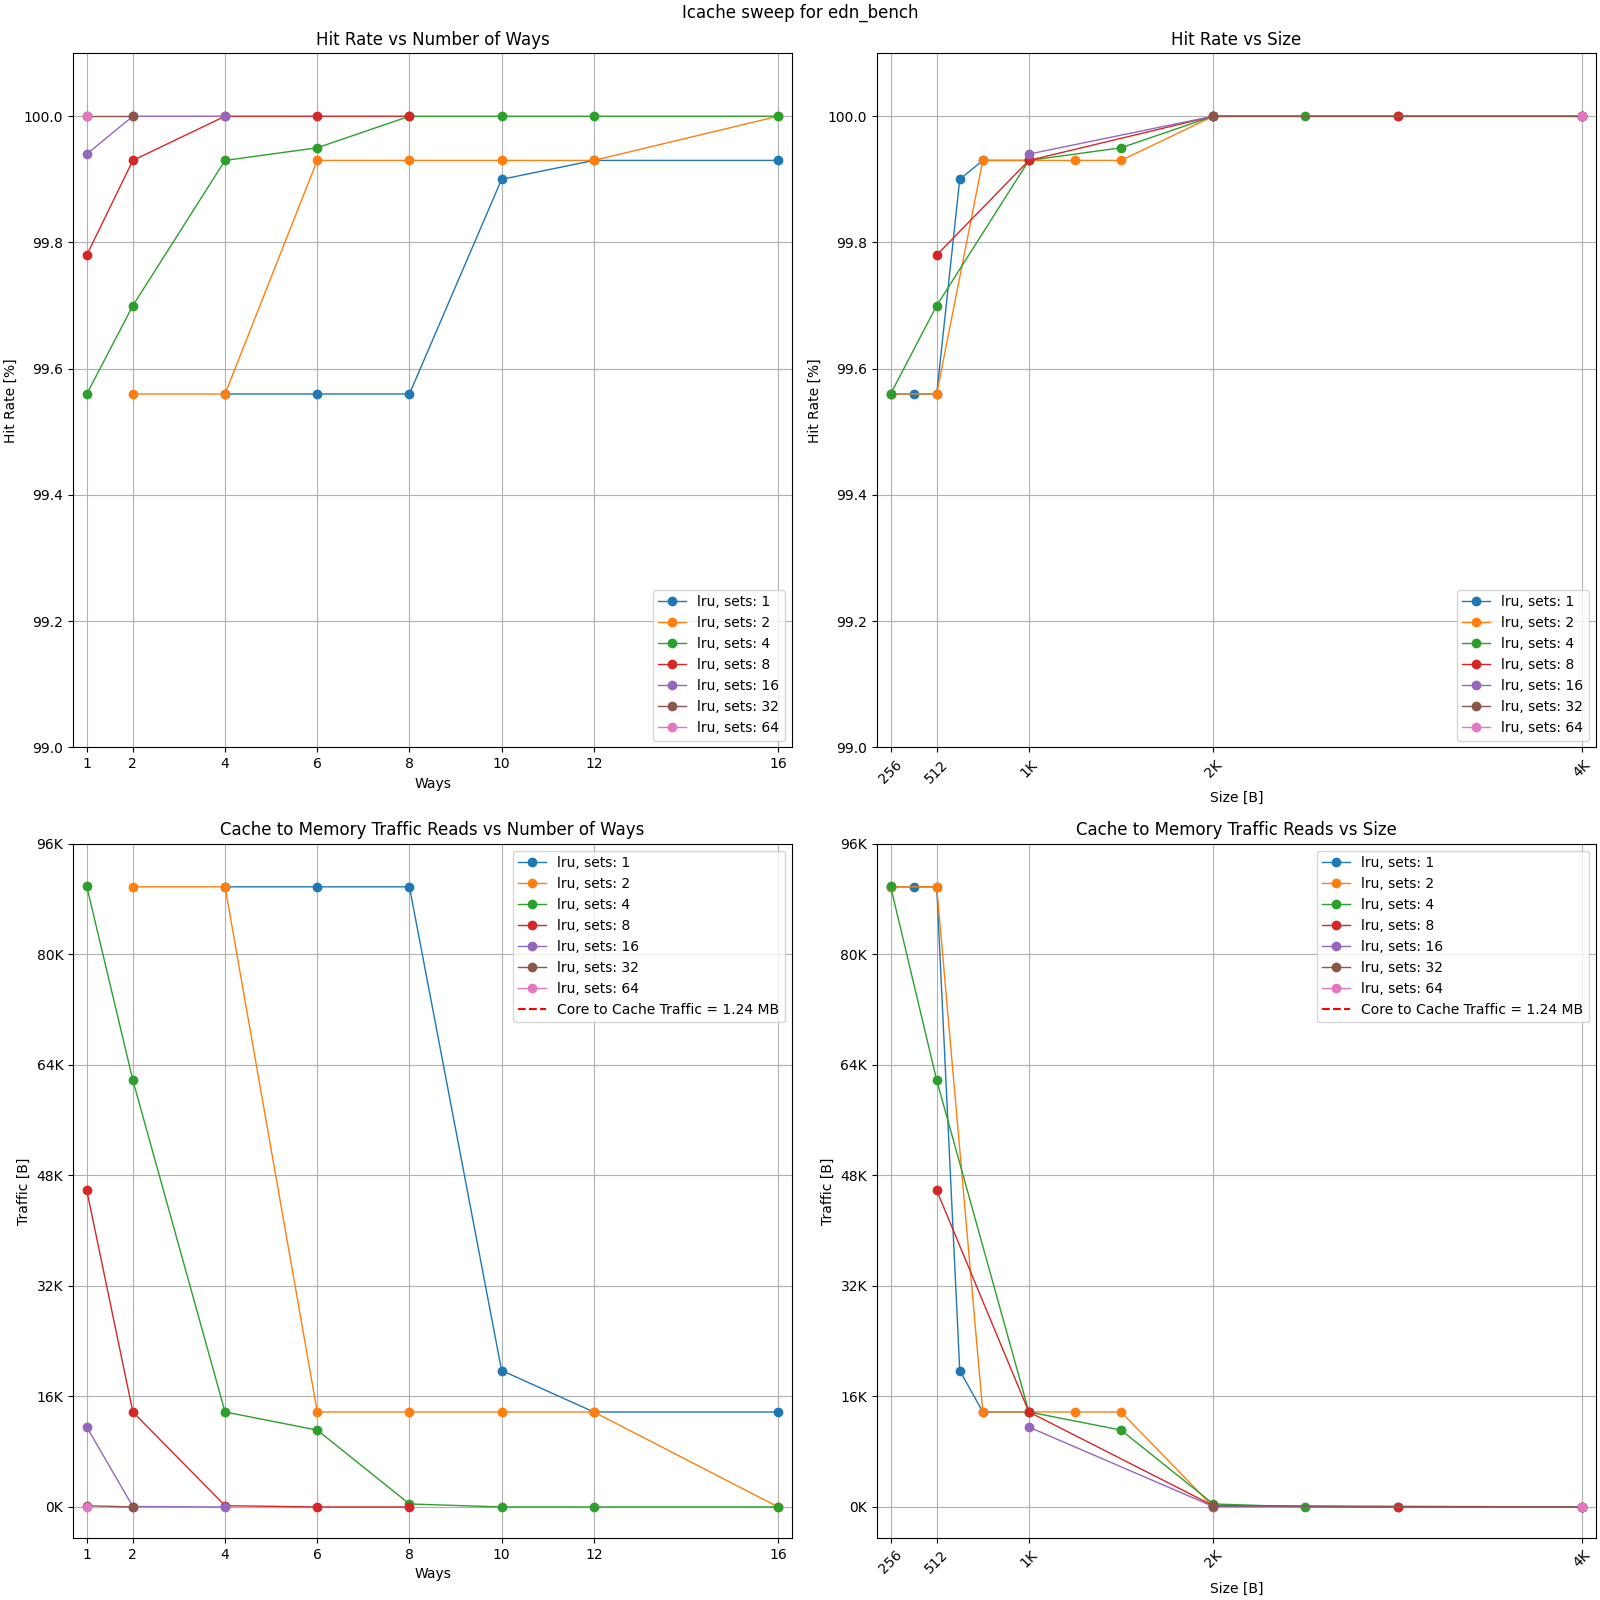 Icache sweep for edn_bench
Hit Rate vs Number of Ways
Hit Rate [%]
100.0
99.8
99.6
99.4
99.2
99.0
1 2 4 6 8 10 12 16
Ways
lru, sets: 1
lru, sets: 2
lru, sets: 4
lru, sets: 8
lru, sets: 16
lru, sets: 32
lru, sets: 64
Hit Rate vs Size
Hit Rate [%]
100.0
99.8
99.6
99.4
99.2
99.0
256 512 1K 2K 4K
Size [B]
lru, sets: 1
lru, sets: 2
lru, sets: 4
lru, sets: 8
lru, sets: 16
lru, sets: 32
lru, sets: 64
Cache to Memory Traffic Reads vs Number of Ways
Traffic [B]
96K
80K
64K
48K
32K
16K
0K
1 2 4 6 8 10 12 16
Ways
lru, sets: 1
lru, sets: 2
lru, sets: 4
lru, sets: 8
lru, sets: 16
lru, sets: 32
lru, sets: 64
Core to Cache Traffic = 1.24 MB
Cache to Memory Traffic Reads vs Size
Traffic [B]
96K
80K
64K
48K
32K
16K
0K
256 512 1K 2K 4K
Size [B]
lru, sets: 1
lru, sets: 2
lru, sets: 4
lru, sets: 8
lru, sets: 16
lru, sets: 32
lru, sets: 64
Core to Cache Traffic = 1.24 MB